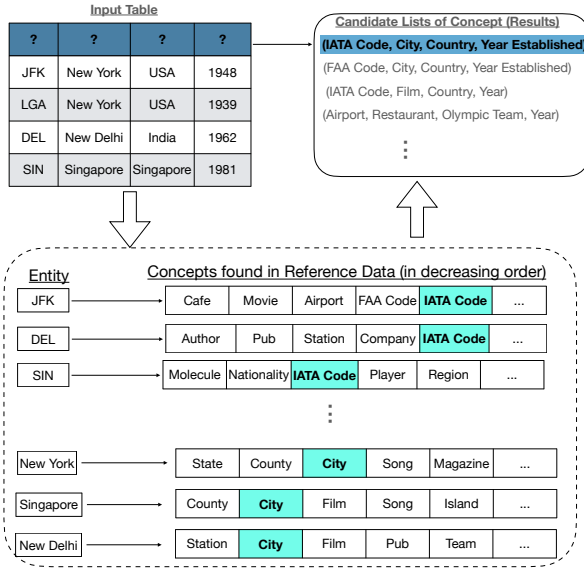 Input Table
? ? ? ?
JFK New York USA 1948
LGA New York USA 1939
DEL New Delhi India 1962
SIN Singapore Singapore 1981
Candidate Lists of Concept (Results)
(IATA Code, City, Country, Year Established)
(FAA Code, City, Country, Year Established)
(IATA Code, Film, Country, Year)
(Airport, Restaurant, Olympic Team, Year)
⋮
Entity Concepts found in Reference Data (in decreasing order)
JFK Cafe Movie Airport FAA Code IATA Code ...
DEL Author Pub Station Company IATA Code ...
SIN Molecule Nationality IATA Code Player Region ...
⋮
New York State County City Song Magazine ...
Singapore County City Film Song Island ...
New Delhi Station City Film Pub Team ...